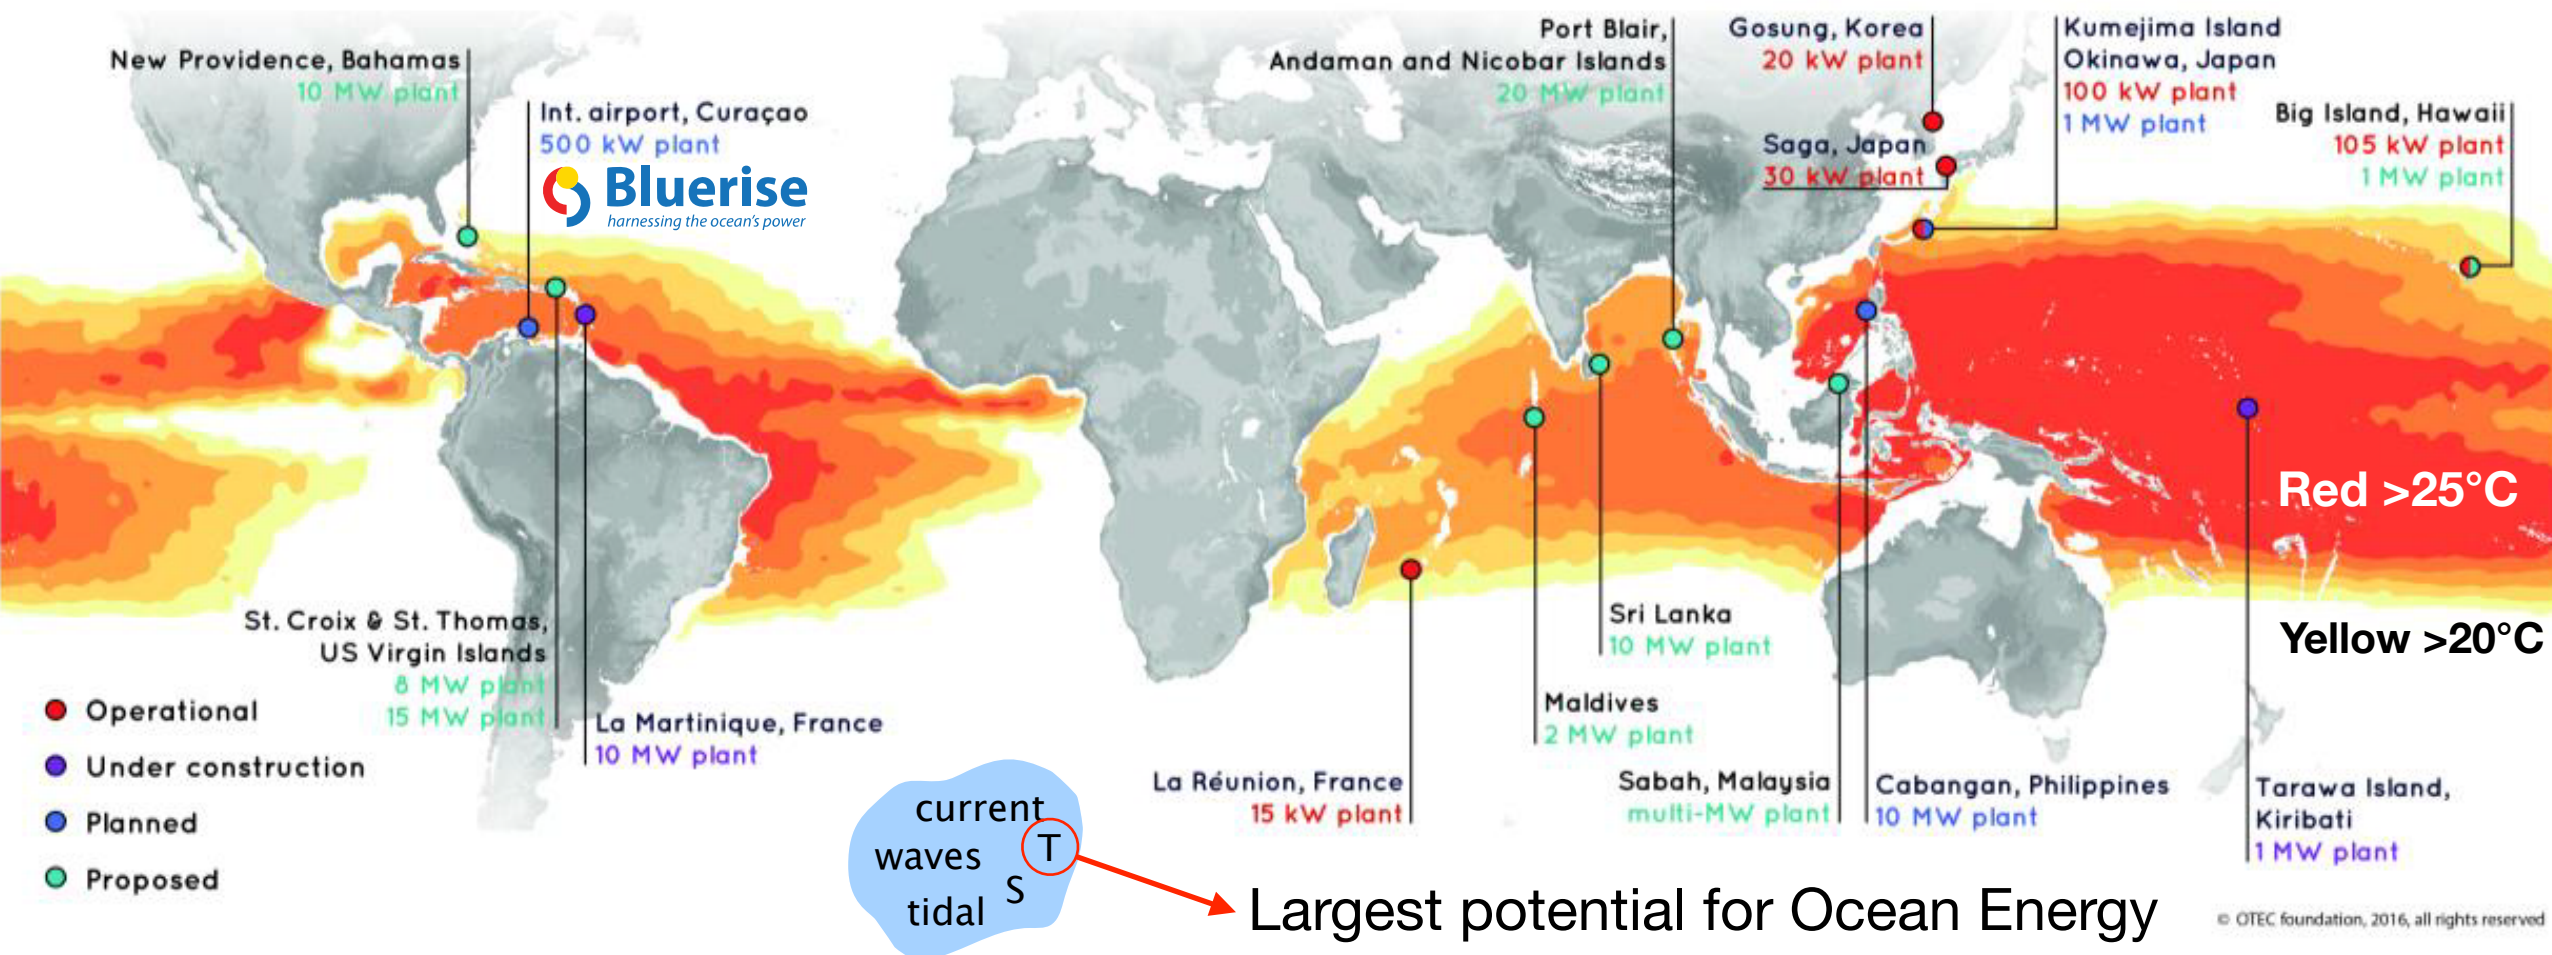 New Providence, Bahamas
10 MW plant
Int. airport, Curaçao
500 kW plant
Bluerise
harnessing the ocean's power
Port Blair,
Andaman and Nicobar Islands
20 MW plant
Gosung, Korea
20 kW plant
Saga, Japan
30 kW plant
Kumejima Island
Okinawa, Japan
100 kW plant
1 MW plant
Big Island, Hawaii
105 kW plant
1 MW plant
Red >25°C
Yellow >20°C
St. Croix & St. Thomas,
US Virgin Islands
8 MW plant
15 MW plant
La Martinique, France
10 MW plant
La Réunion, France
15 kW plant
Maldives
2 MW plant
Sri Lanka
10 MW plant
Sabah, Malaysia
multi-MW plant
Cabangan, Philippines
10 MW plant
Tarawa Island,
Kiribati
1 MW plant
Operational
Under construction
Planned
Proposed
current
waves T
S
tidal
Largest potential for Ocean Energy
© OTEC foundation, 2016, all rights reserved